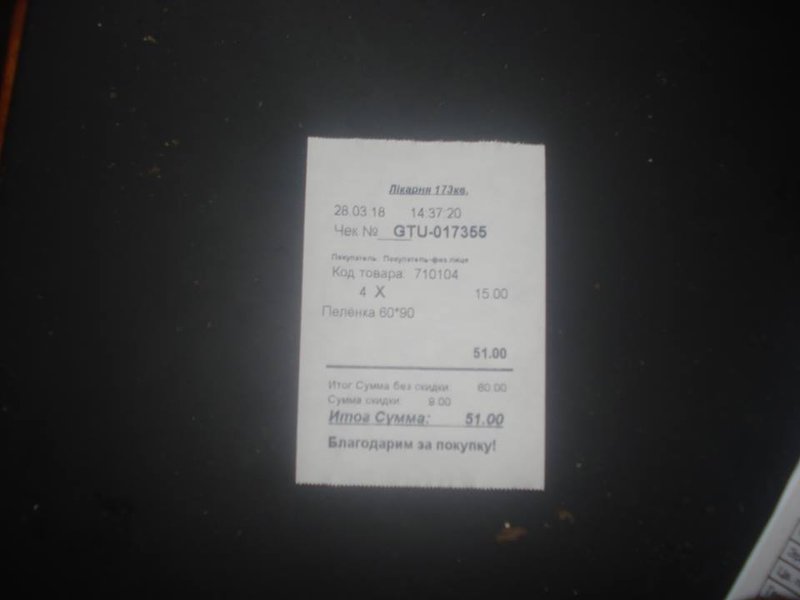 Лікарня 173кв.
28.03.18 14:37:20
Чек № GTU-017355
Покупатель: Покупатель-физ.лицо
Код товара: 710104
4 X 15.00
Пелёнка 60*90
51.00
Итог Сумма без скидки: 60.00
Сумма скидки: 9.00
Итог Сумма: 51.00
Благодарим за покупку!